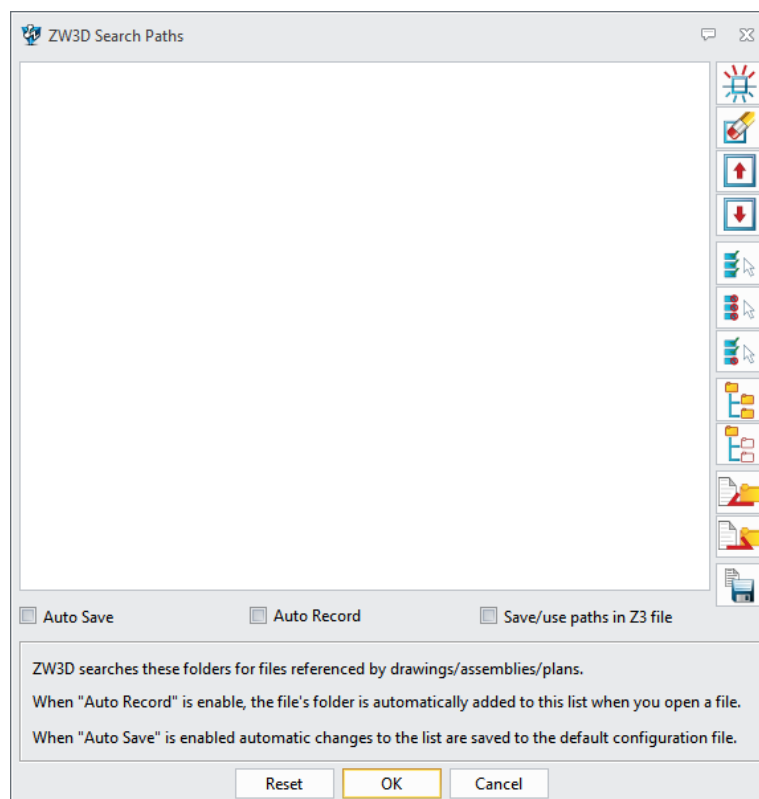 ZW3D Search Paths
Auto Save
Auto Record
Save/use paths in Z3 file
ZW3D searches these folders for files referenced by drawings/assemblies/plans.
When "Auto Record" is enable, the file's folder is automatically added to this list when you open a file.
When "Auto Save" is enabled automatic changes to the list are saved to the default configuration file.
Reset
OK
Cancel